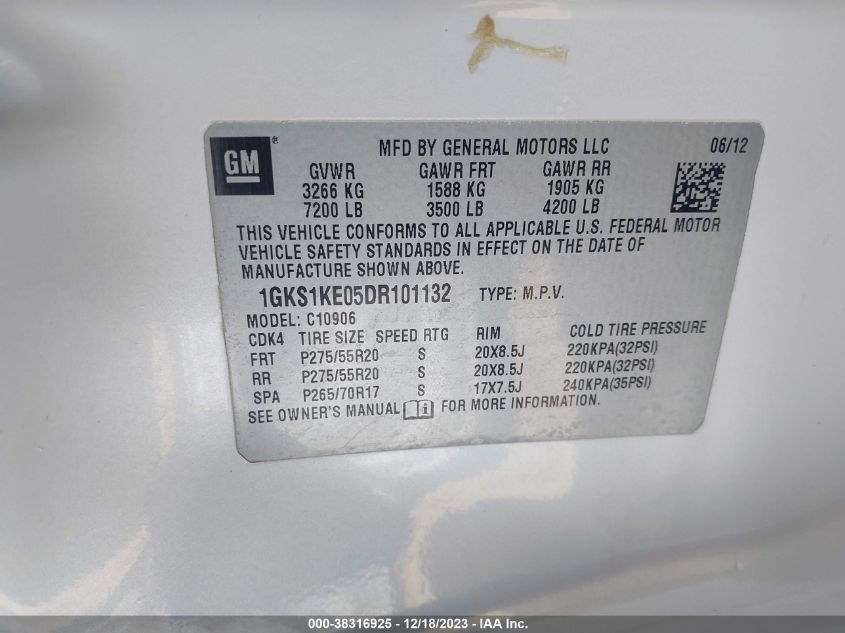 GM®
MFD BY GENERAL MOTORS LLC 06/12
GVWR GAWR FRT GAWR RR
3266 KG 1588 KG 1905 KG
7200 LB 3500 LB 4200 LB
THIS VEHICLE CONFORMS TO ALL APPLICABLE U.S. FEDERAL MOTOR
VEHICLE SAFETY STANDARDS IN EFFECT ON THE DATE OF
MANUFACTURE SHOWN ABOVE.
1GKS1KE05DR101132 TYPE: M.P.V.
MODEL: C10906
CDK4 TIRE SIZE SPEED RTG RIM COLD TIRE PRESSURE
FRT P275/55R20 S 20X8.5J 220KPA(32PSI)
RR P275/55R20 S 20X8.5J 220KPA(32PSI)
SPA P265/70R17 S 17X7.5J 240KPA(35PSI)
SEE OWNER'S MANUAL FOR MORE INFORMATION.
000-38316925 - 12/18/2023 - IAA Inc.